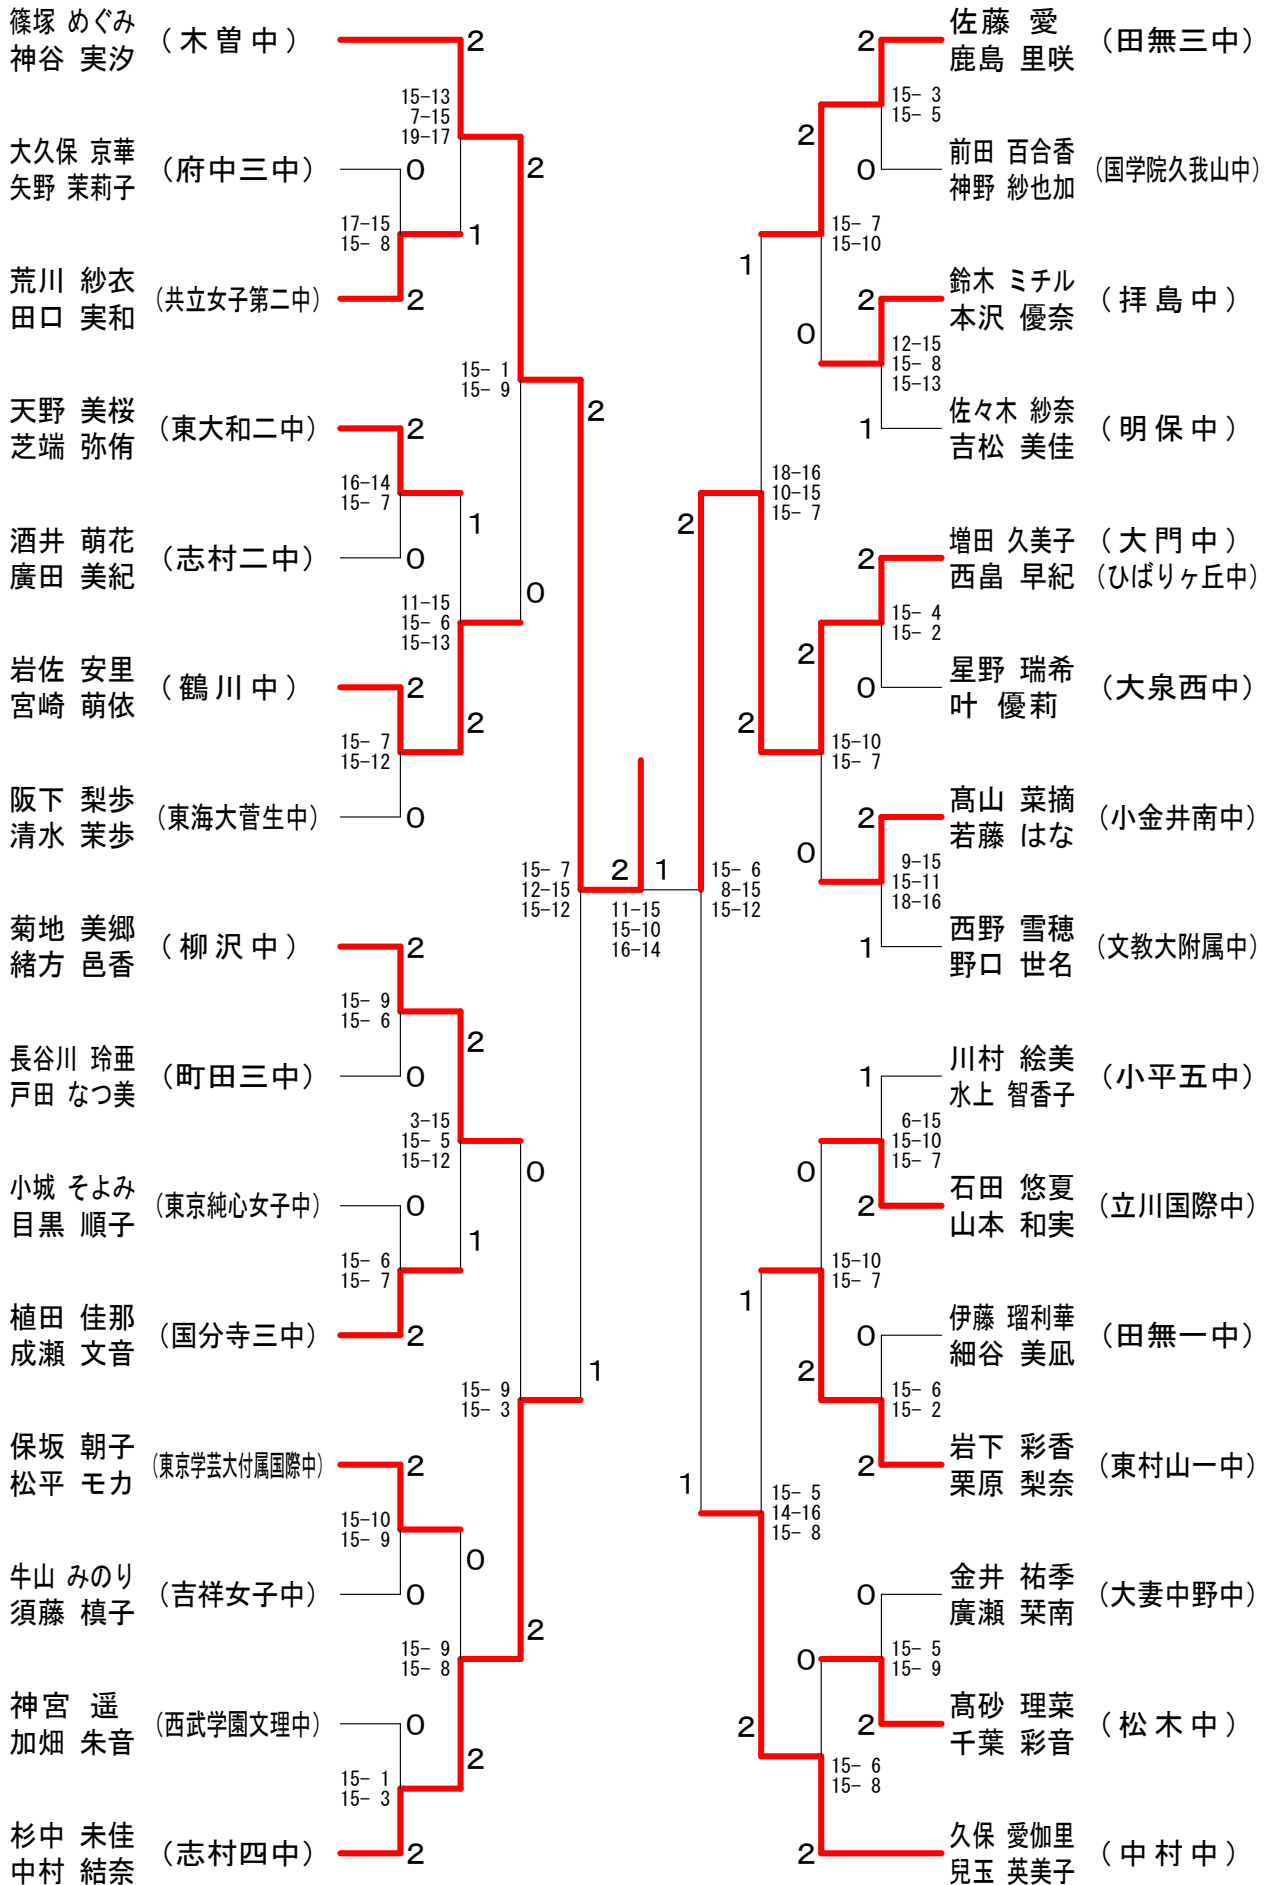 篠塚 めぐみ
神谷 実汐
(木曽中)
2
15-13
7-15
19-17
2
大久保 京華
矢野 茉莉子
(府中三中)
0
17-15
15- 8
1
荒川 紗衣
田口 実和
(共立女子第二中)
2
15- 1
15- 9
2
天野 美桜
芝端 弥侑
(東大和二中)
2
16-14
15- 7
1
酒井 萌花
廣田 美紀
(志村二中)
0
11-15
15- 6
15-13
0
岩佐 安里
宮崎 萌依
(鶴川中)
2
2
15- 7
15-12
阪下 梨歩
清水 茉歩
(東海大菅生中)
0
15- 7
12-15
15-12
2
1
11-15
15-10
16-14
菊地 美郷
緒方 邑香
(柳沢中)
2
15- 9
15- 6
2
長谷川 玲亜
戸田 なつ美
(町田三中)
0
3-15
15- 5
15-12
0
小城 そよみ
目黒 順子
(東京純心女子中)
0
1
15- 6
15- 7
植田 佳那
成瀬 文音
(国分寺三中)
2
15- 9
15- 3
1
保坂 朝子
松平 モカ
(東京学芸大付属国際中)
2
15-10
15- 9
0
牛山 みのり
須藤 槙子
(吉祥女子中)
0
2
15- 9
15- 8
神宮 遥
加畑 朱音
(西武学園文理中)
0
2
15- 1
15- 3
杉中 未佳
中村 結奈
(志村四中)
2
佐藤 愛
鹿島 里咲
(田無三中)
2
15- 3
15- 5
2
前田 百合香
神野 紗也加
(国学院久我山中)
0
15- 7
15-10
1
鈴木 ミチル
本沢 優奈
(拝島中)
2
0
12-15
15- 8
15-13
佐々木 紗奈
吉松 美佳
(明保中)
1
18-16
10-15
15- 7
2
増田 久美子
西畠 早紀
(大門中)
(ひばりヶ丘中)
2
15- 4
15- 2
2
星野 瑞希
叶 優莉
(大泉西中)
0
2
15-10
15- 7
髙山 菜摘
若藤 はな
(小金井南中)
2
0
9-15
15-11
18-16
15- 6
8-15
15-12
西野 雪穂
野口 世名
(文教大附属中)
1
川村 絵美
水上 智香子
(小平五中)
1
6-15
15-10
15- 7
0
石田 悠夏
山本 和実
(立川国際中)
2
15-10
15- 7
1
伊藤 瑠利華
細谷 美凪
(田無一中)
0
2
15- 6
15- 2
岩下 彩香
栗原 梨奈
(東村山一中)
2
1
15- 5
14-16
15- 8
金井 祐季
廣瀬 栞南
(大妻中野中)
0
15- 5
15- 9
0
髙砂 理菜
千葉 彩音
(松木中)
2
2
15- 6
15- 8
久保 愛伽里
兒玉 英美子
(中村中)
2